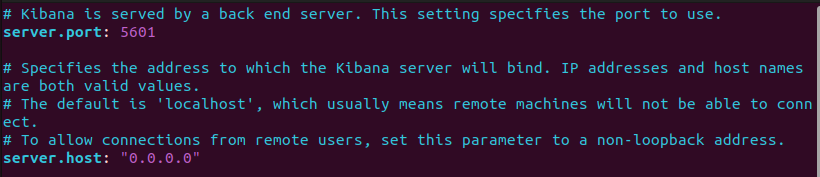 # Kibana is served by a back end server. This setting specifies the port to use.
server.port: 5601
# Specifies the address to which the Kibana server will bind. IP addresses and host names
are both valid values.
# The default is 'localhost', which usually means remote machines will not be able to conn
ect.
# To allow connections from remote users, set this parameter to a non-loopback address.
server.host: "0.0.0.0"